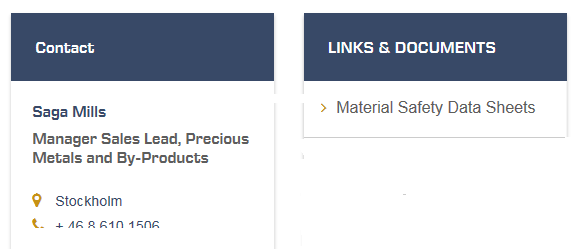 Contact
Saga Mills
Manager Sales Lead, Precious
Metals and By-Products
Stockholm
+ 46 8 610 1506
LINKS & DOCUMENTS
Material Safety Data Sheets